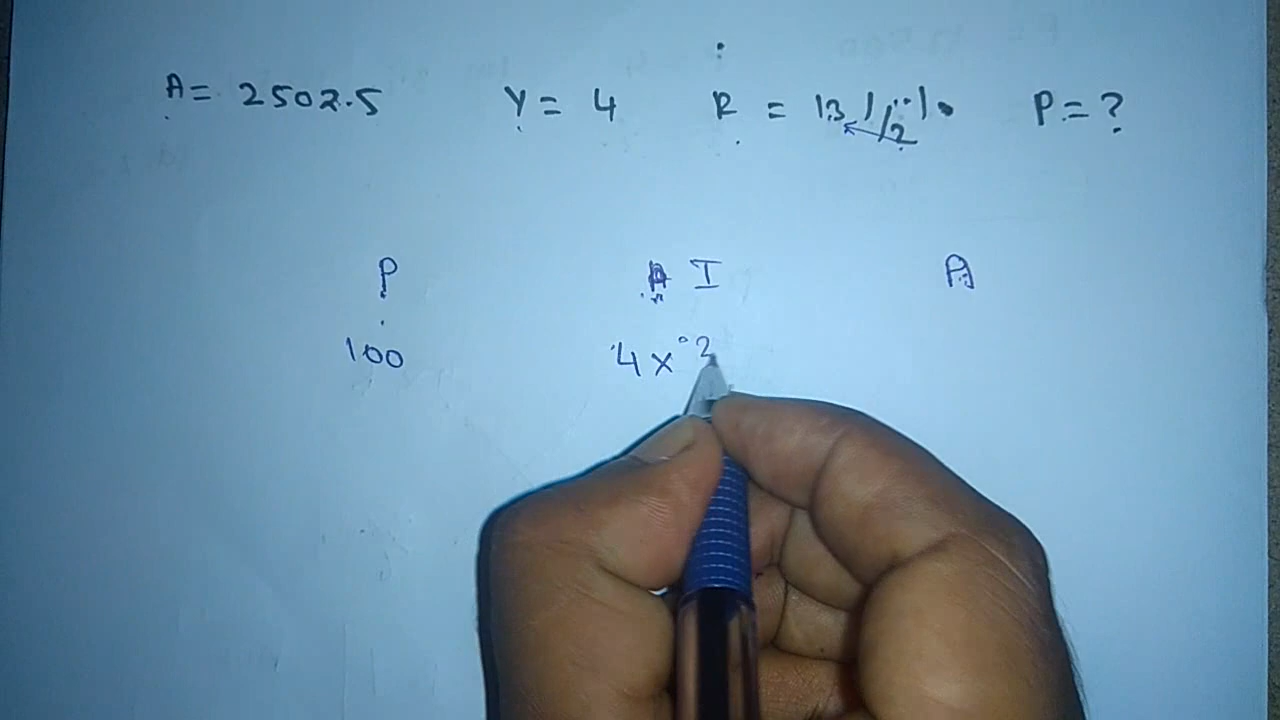 A = 2502.5 Y = 4 R = 13 1/2 % P = ?
P I A
100 4 x 2